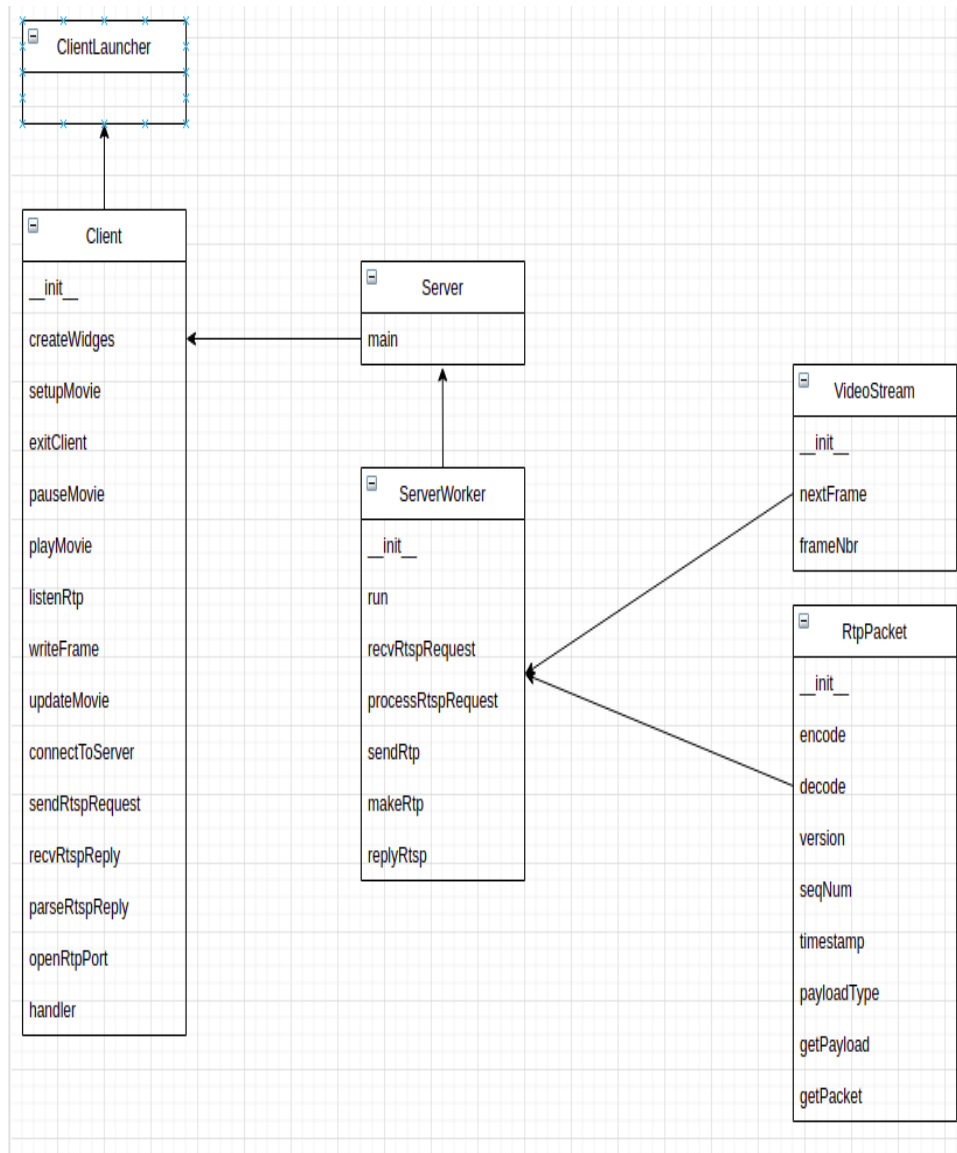 ClientLauncher
Client
__init__
createWidges
setupMovie
exitClient
pauseMovie
playMovie
listenRtp
writeFrame
updateMovie
connectToServer
sendRtspRequest
recvRtspReply
parseRtspReply
openRtpPort
handler
Server
main
ServerWorker
__init__
run
recvRtspRequest
processRtspRequest
sendRtp
makeRtp
replyRtsp
VideoStream
__init__
nextFrame
frameNbr
RtpPacket
__init__
encode
decode
version
seqNum
timestamp
payloadType
getPayload
getPacket